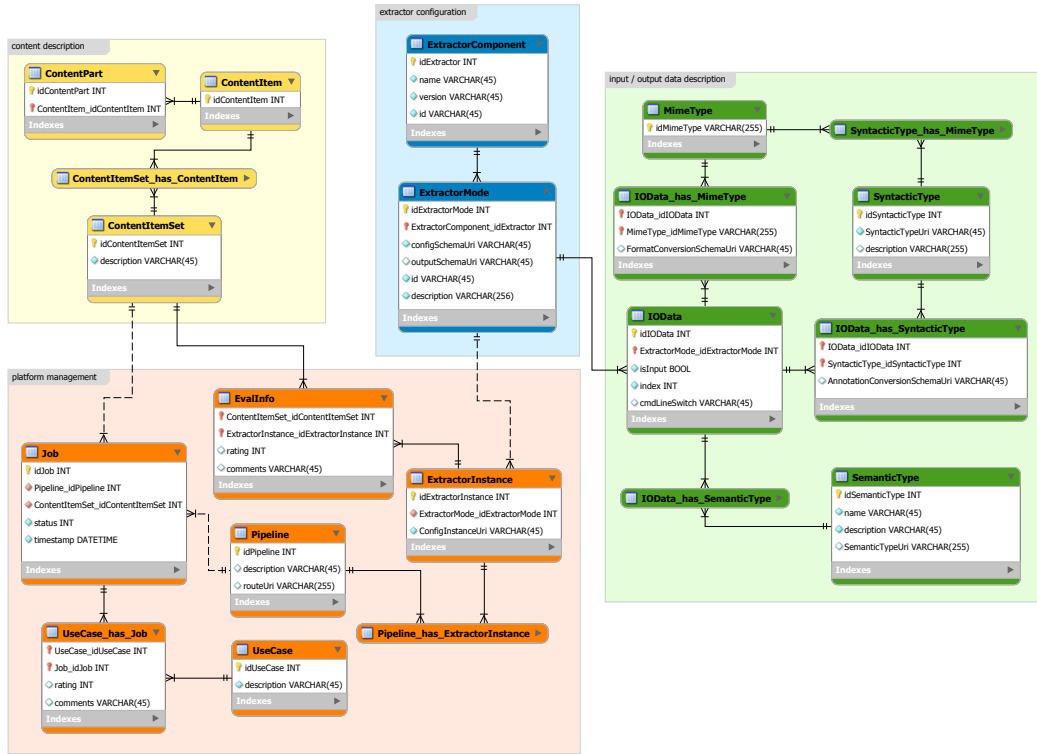 content description
ContentPart
idContentPart INT
ContentItem_idContentItem INT
Indexes
ContentItem
idContentItem INT
Indexes
ContentItemSet_has_ContentItem
ContentItemSet
idContentItemSet INT
description VARCHAR(45)
Indexes
extractor configuration
ExtractorComponent
idExtractor INT
name VARCHAR(45)
version VARCHAR(45)
id VARCHAR(45)
Indexes
ExtractorMode
idExtractorMode INT
ExtractorComponent_idExtractor INT
configSchemaUri VARCHAR(45)
outputSchemaUri VARCHAR(45)
id VARCHAR(45)
description VARCHAR(256)
Indexes
input / output data description
MimeType
idMimeType VARCHAR(255)
Indexes
SyntacticType_has_MimeType
IOData_has_MimeType
IOData_idIOData INT
MimeType_idMimeType VARCHAR(255)
FormatConversionSchemaUri VARCHAR(45)
Indexes
SyntacticType
idSyntacticType INT
SyntacticTypeUri VARCHAR(45)
description VARCHAR(255)
Indexes
IOData
idIOData INT
ExtractorMode_idExtractorMode INT
isInput BOOL
index INT
cmdLineSwitch VARCHAR(45)
Indexes
IOData_has_SyntacticType
IOData_idIOData INT
SyntacticType_idSyntacticType INT
AnnotationConversionSchemaUri VARCHAR(45)
Indexes
IOData_has_SemanticType
SemanticType
idSemanticType INT
name VARCHAR(45)
description VARCHAR(45)
SemanticTypeUri VARCHAR(255)
Indexes
platform management
EvalInfo
ContentItemSet_idContentItemSet INT
ExtractorInstance_idExtractorInstance INT
rating INT
comments VARCHAR(45)
Indexes
Job
idJob INT
Pipeline_idPipeline INT
ContentItemSet_idContentItemSet INT
status INT
timestamp DATETIME
Indexes
ExtractorInstance
idExtractorInstance INT
ExtractorMode_idExtractorMode INT
ConfigInstanceUri VARCHAR(45)
Indexes
Pipeline
idPipeline INT
description VARCHAR(45)
routeUri VARCHAR(255)
Indexes
Pipeline_has_ExtractorInstance
UseCase_has_Job
UseCase_idUseCase INT
Job_idJob INT
rating INT
comments VARCHAR(45)
Indexes
UseCase
idUseCase INT
description VARCHAR(45)
Indexes